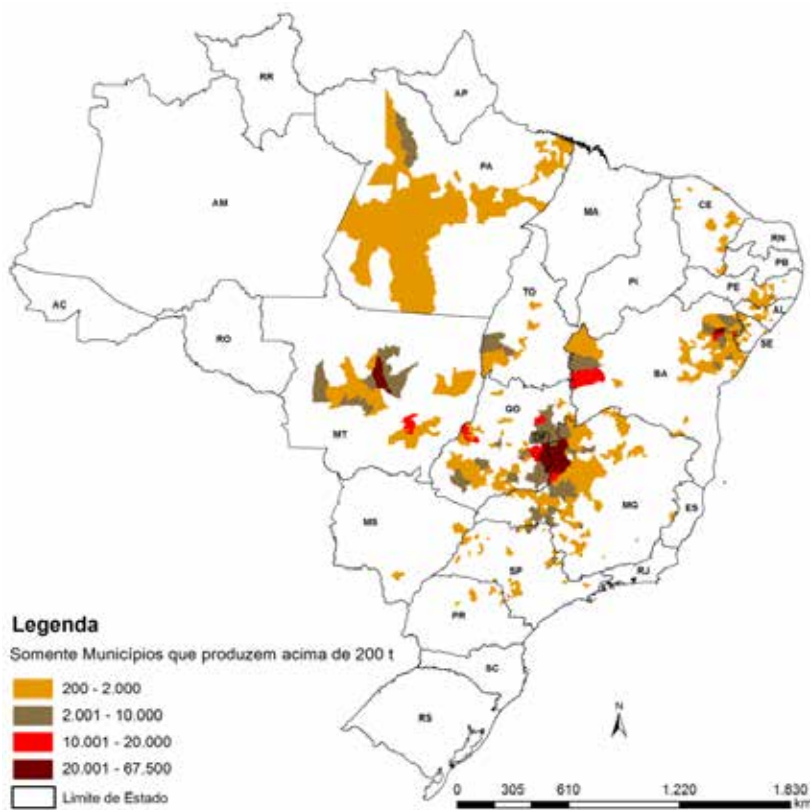 RR
AP
AM
PA
MA
CE
RN
PB
PE
AL
SE
PI
TO
AC
RO
BA
MT
GO
DF
MG
ES
MS
SP
RJ
PR
SC
RS
Legenda
Somente Municípios que produzem acima de 200 t
200 - 2.000
2.001 - 10.000
10.001 - 20.000
20.001 - 67.500
Limite de Estado
N
0 305 610 1.220 1.830
km